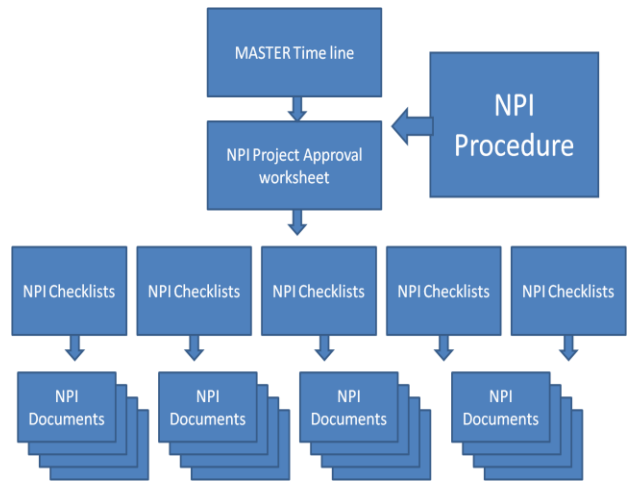 MASTER Time line
NPI
Procedure
NPI Project Approval
worksheet
NPI Checklists
NPI Checklists
NPI Checklists
NPI Checklists
NPI Checklists
NPI
Documents
NPI
Documents
NPI
Documents
NPI
Documents